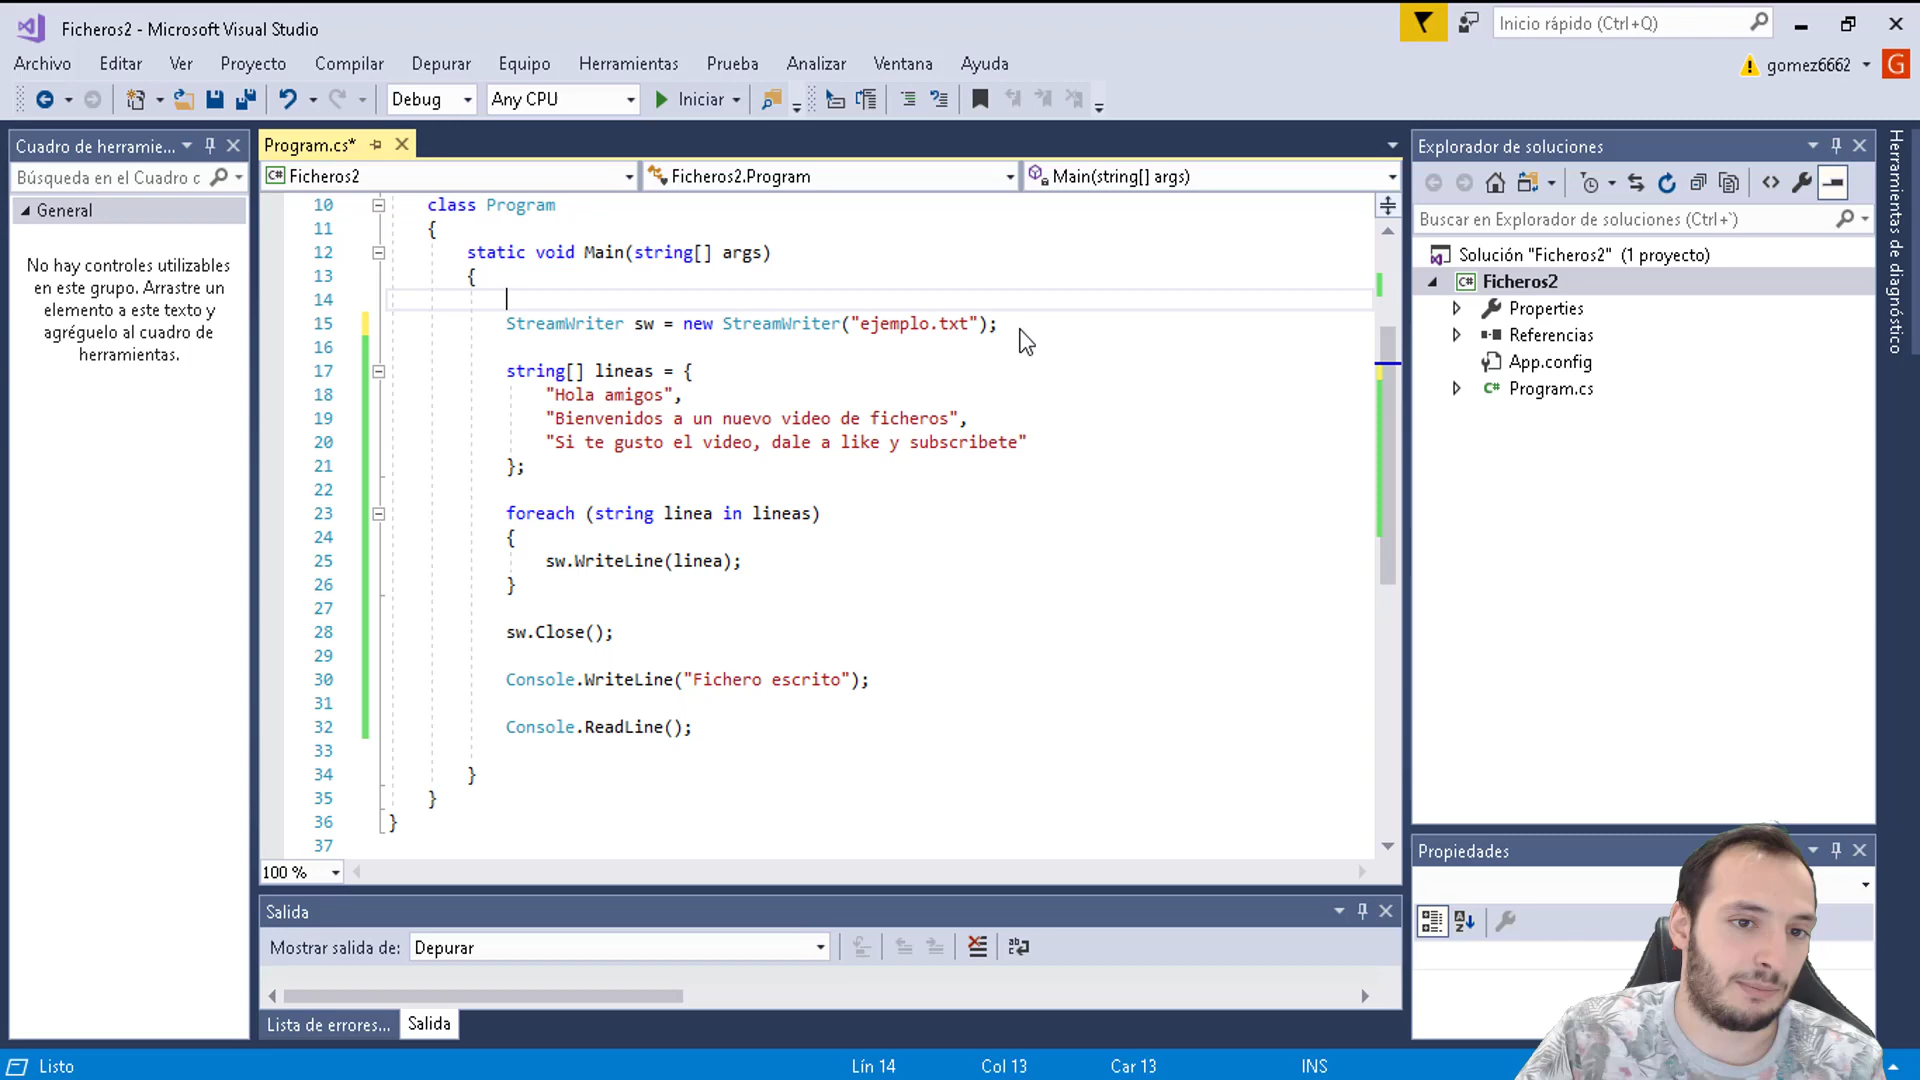 Ficheros2 - Microsoft Visual Studio
Inicio rápido (Ctrl+Q)
Archivo Editar Ver Proyecto Compilar Depurar Equipo Herramientas Prueba Analizar Ventana Ayuda
gomez6662 G
Debug Any CPU Iniciar
Cuadro de herramie...
Búsqueda en el Cuadro c
General
No hay controles utilizables
en este grupo. Arrastre un
elemento a este texto y
agréguelo al cuadro de
herramientas.
Program.cs*
Ficheros2 Ficheros2.Program Main(string[] args)
10 class Program
11 {
12 static void Main(string[] args)
13 {
14
15 StreamWriter sw = new StreamWriter("ejemplo.txt");
16
17 string[] lineas = {
18 "Hola amigos",
19 "Bienvenidos a un nuevo video de ficheros",
20 "Si te gusto el video, dale a like y subscribete"
21 };
22
23 foreach (string linea in lineas)
24 {
25 sw.WriteLine(linea);
26 }
27
28 sw.Close();
29
30 Console.WriteLine("Fichero escrito");
31
32 Console.ReadLine();
33
34 }
35 }
36 }
37
100 %
Salida
Mostrar salida de: Depurar
Lista de errores... Salida
Explorador de soluciones
Buscar en Explorador de soluciones (Ctrl+`)
Solución "Ficheros2" (1 proyecto)
C# Ficheros2
Properties
Referencias
App.config
C# Program.cs
Propiedades
Herramientas de diagnóstico
Listo Lín 14 Col 13 Car 13 INS